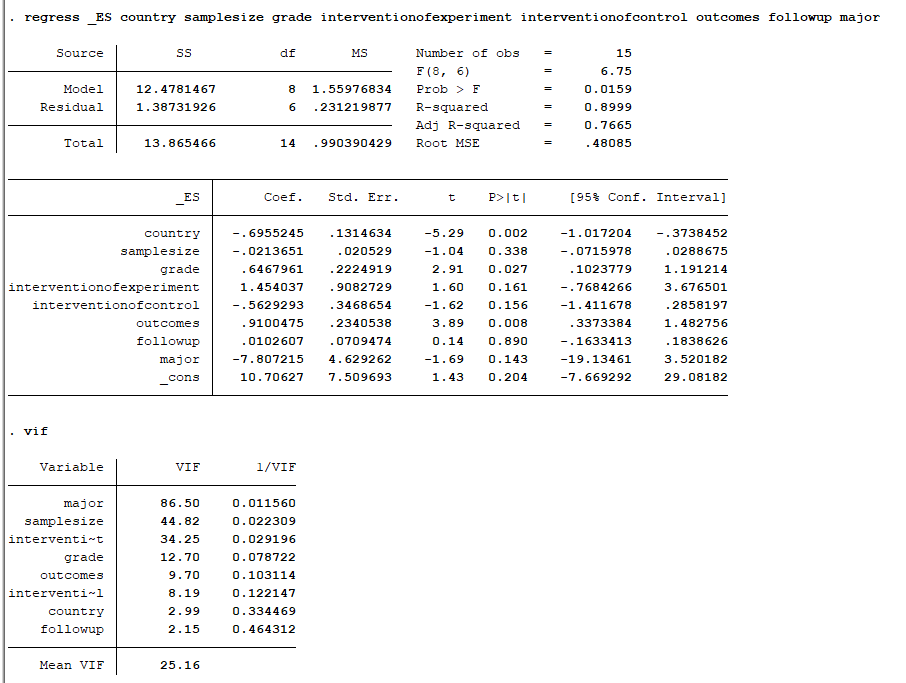 . regress _ES country samplesize grade interventionofexperiment interventionofcontrol outcomes followup major
Source SS df MS Number of obs = 15
F(8, 6) = 6.75
Model 12.4781467 8 1.55976834 Prob > F = 0.0159
Residual 1.38731926 6 .231219877 R-squared = 0.8999
Adj R-squared = 0.7665
Total 13.865466 14 .990390429 Root MSE = .48085
_ES Coef. Std. Err. t P>|t| [95% Conf. Interval]
country -.6955245 .1314634 -5.29 0.002 -1.017204 -.3738452
samplesize -.0213651 .020529 -1.04 0.338 -.0715978 .0288675
grade .6467961 .2224919 2.91 0.027 .1023779 1.191214
interventionofexperiment 1.454037 .9082729 1.60 0.161 -.7684266 3.676501
interventionofcontrol -.5629293 .3468654 -1.62 0.156 -1.411678 .2858197
outcomes .9100475 .2340538 3.89 0.008 .3373384 1.482756
followup .0102607 .0709474 0.14 0.890 -.1633413 .1838626
major -7.807215 4.629262 -1.69 0.143 -19.13461 3.520182
_cons 10.70627 7.509693 1.43 0.204 -7.669292 29.08182
. vif
Variable VIF 1/VIF
major 86.50 0.011560
samplesize 44.82 0.022309
interventi~t 34.25 0.029196
grade 12.70 0.078722
outcomes 9.70 0.103114
interventi~l 8.19 0.122147
country 2.99 0.334469
followup 2.15 0.464312
Mean VIF 25.16